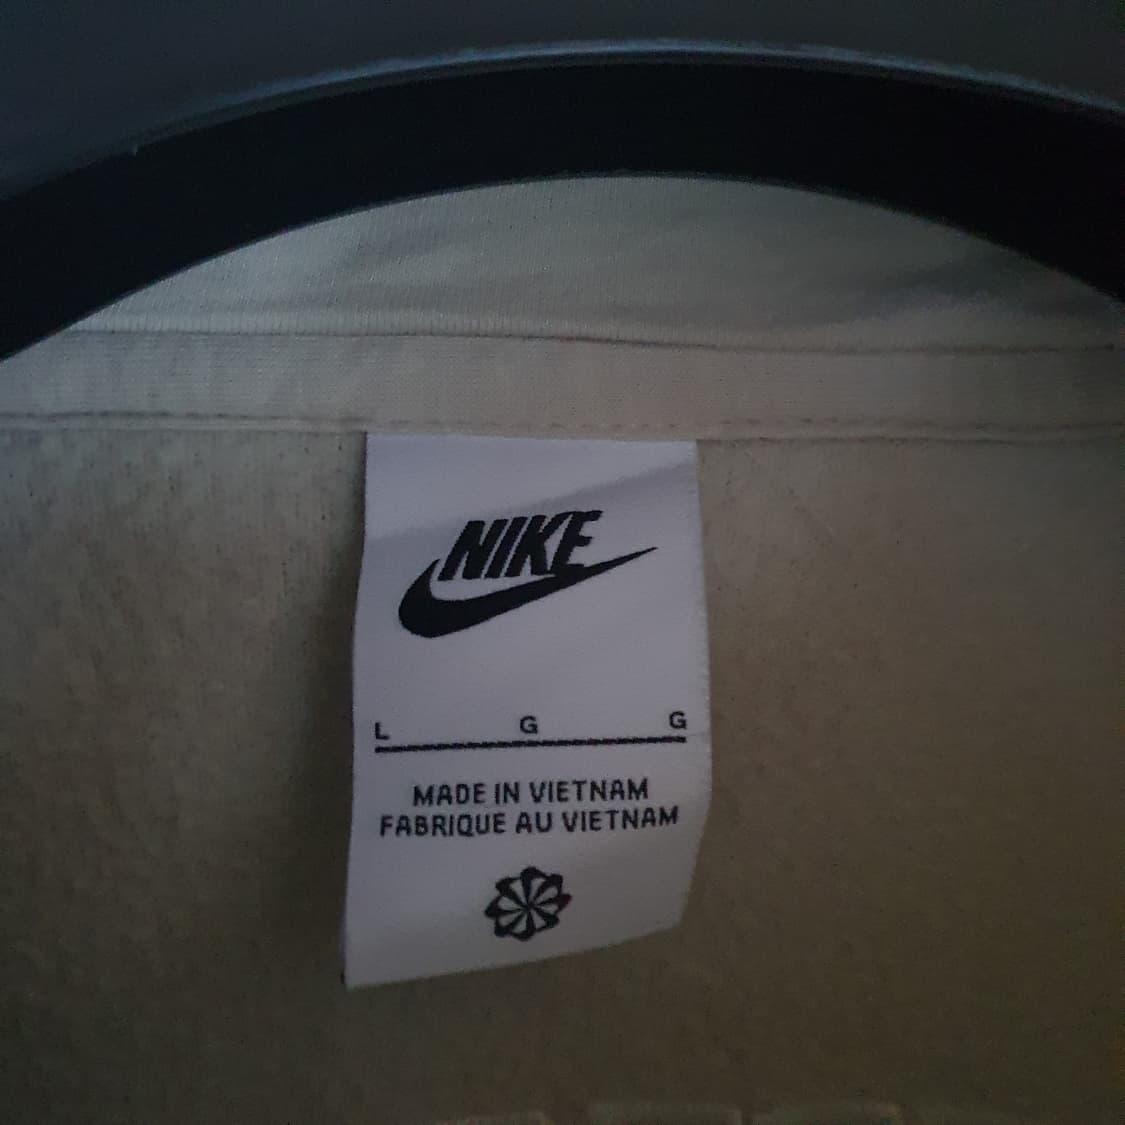 NIKE
L G G
MADE IN VIETNAM
FABRIQUE AU VIETNAM